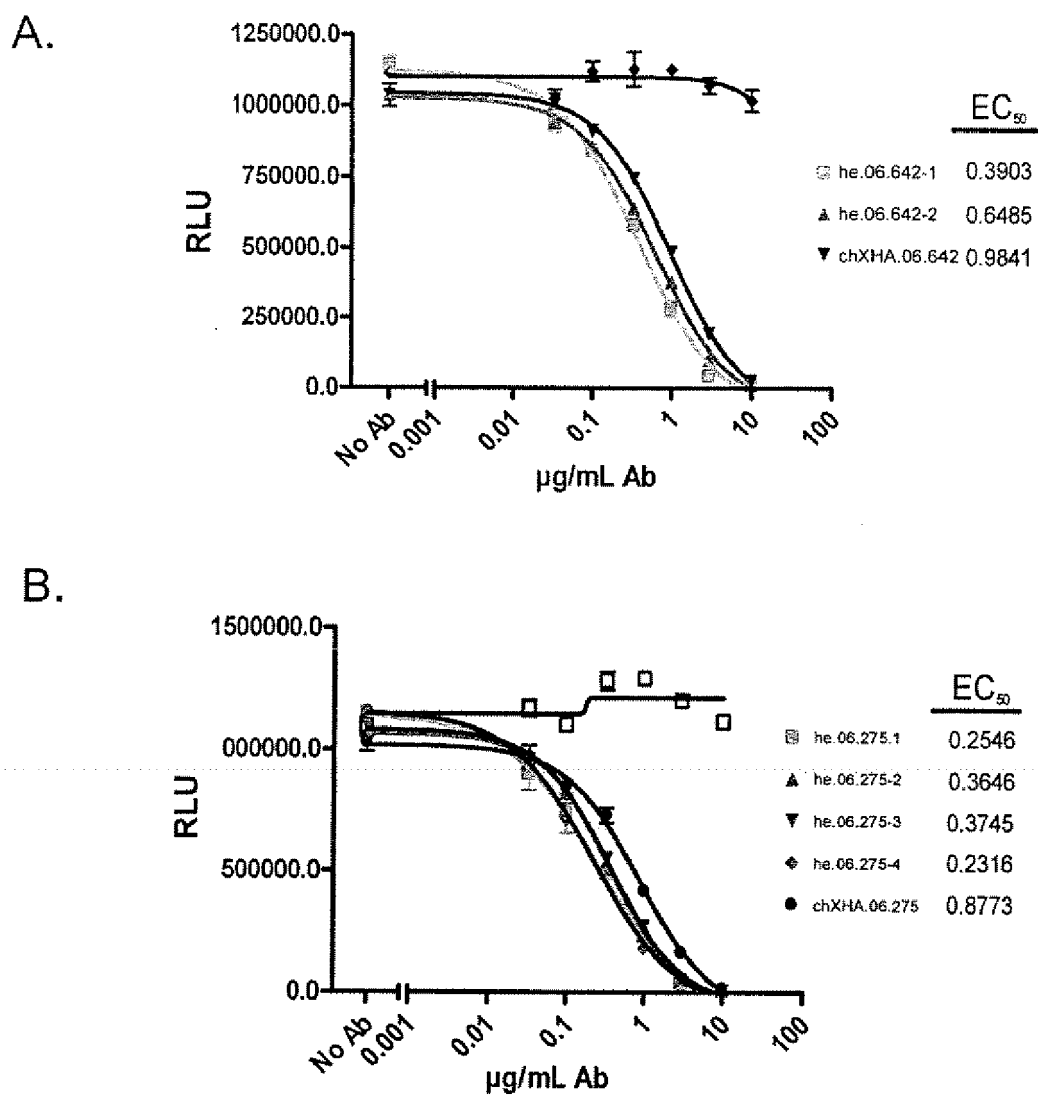 A.
1250000.0
1000000.0
750000.0
500000.0
250000.0
0.0
RLU
No Ab
0.001
0.01
0.1
1
10
100
µg/mL Ab
EC50
he.06.642-1 0.3903
he.06.642-2 0.6485
chXHA.06.642 0.9841
B.
1500000.0
000000.0
500000.0
0.0
RLU
No Ab
0.001
0.01
0.1
1
10
100
µg/mL Ab
EC50
he.06.275.1 0.2546
he.06.275-2 0.3646
he.06.275-3 0.3745
he.06.275-4 0.2316
chXHA.06.275 0.8773